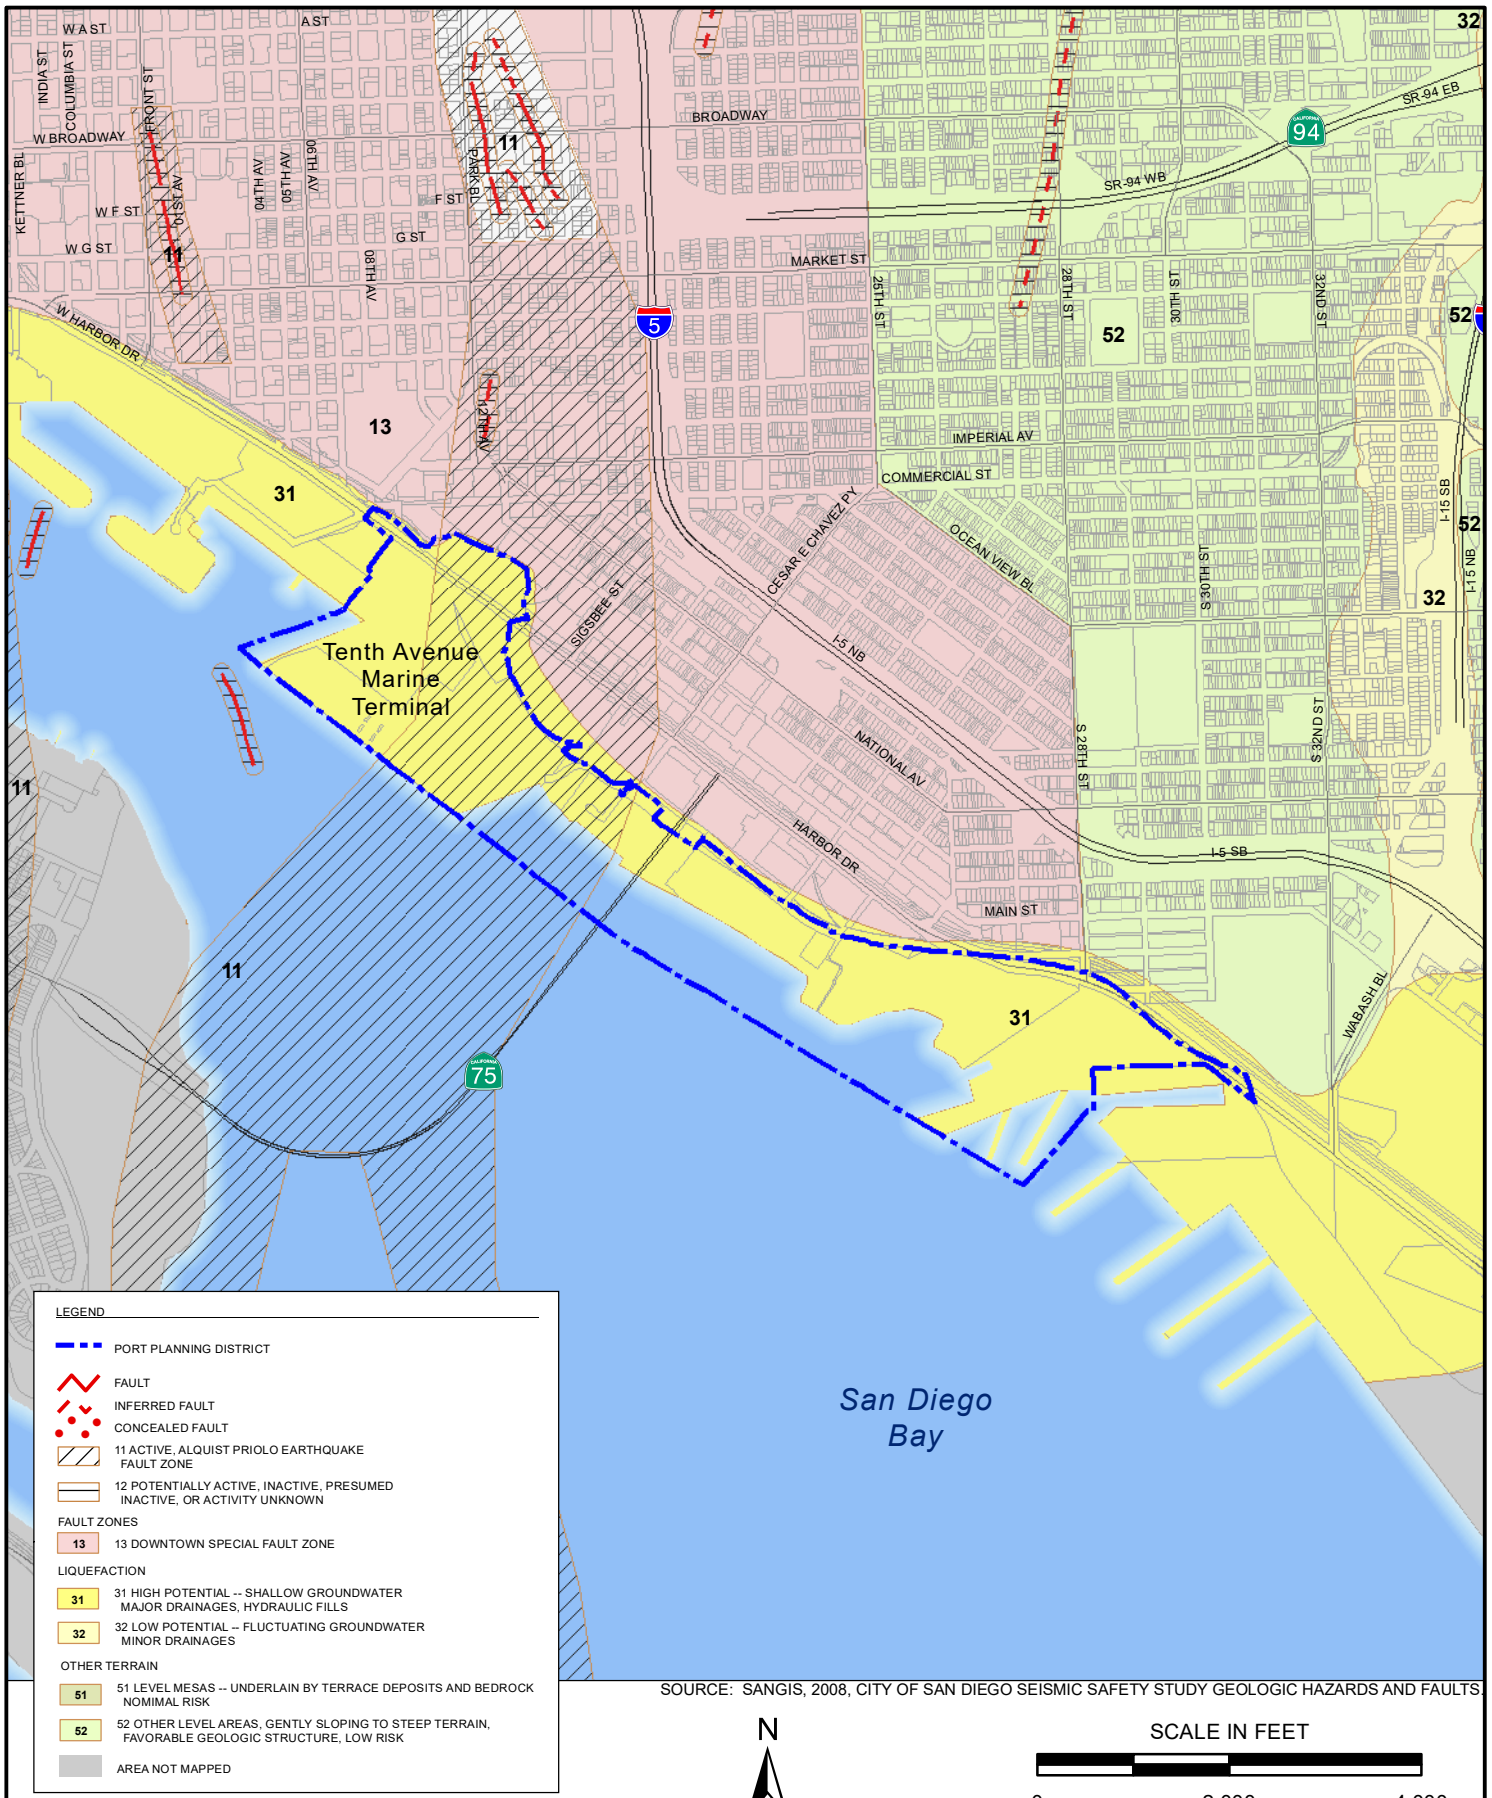 W A ST
A ST
32
INDIA ST
COLUMBIA ST
FRONT ST
SR-94 EB
BROADWAY
CALIFORNIA
94
W BROADWAY
11
KETTNER BL
04TH AV
05TH AV
06TH AV
PARK BL
01ST AV
SR-94 WB
W F ST
F ST
W G ST
G ST
11
08TH AV
MARKET ST
25TH ST
28TH ST
30TH ST
32ND ST
5
52
52
W HARBOR DR
12TH AV
13
IMPERIAL AV
COMMERCIAL ST
31
CESAR E CHAVEZ PY
OCEAN VIEW BL
I-15 SB
52
I-15 NB
S 30TH ST
SIGSBEE ST
32
I-5 NB
Tenth Avenue
Marine
Terminal
NATIONAL AV
S 28TH ST
S 32ND ST
11
HARBOR DR
I-5 SB
MAIN ST
11
31
WABASH BL
CALIFORNIA
75
San Diego
Bay
LEGEND
PORT PLANNING DISTRICT
FAULT
INFERRED FAULT
CONCEALED FAULT
11 ACTIVE, ALQUIST PRIOLO EARTHQUAKE
FAULT ZONE
12 POTENTIALLY ACTIVE, INACTIVE, PRESUMED
INACTIVE, OR ACTIVITY UNKNOWN
FAULT ZONES
13 13 DOWNTOWN SPECIAL FAULT ZONE
LIQUEFACTION
31 31 HIGH POTENTIAL -- SHALLOW GROUNDWATER
MAJOR DRAINAGES, HYDRAULIC FILLS
32 32 LOW POTENTIAL -- FLUCTUATING GROUNDWATER
MINOR DRAINAGES
OTHER TERRAIN
51 51 LEVEL MESAS -- UNDERLAIN BY TERRACE DEPOSITS AND BEDROCK
NOMIMAL RISK
52 52 OTHER LEVEL AREAS, GENTLY SLOPING TO STEEP TERRAIN,
FAVORABLE GEOLOGIC STRUCTURE, LOW RISK
AREA NOT MAPPED
SOURCE: SANGIS, 2008, CITY OF SAN DIEGO SEISMIC SAFETY STUDY GEOLOGIC HAZARDS AND FAULTS.
N
SCALE IN FEET